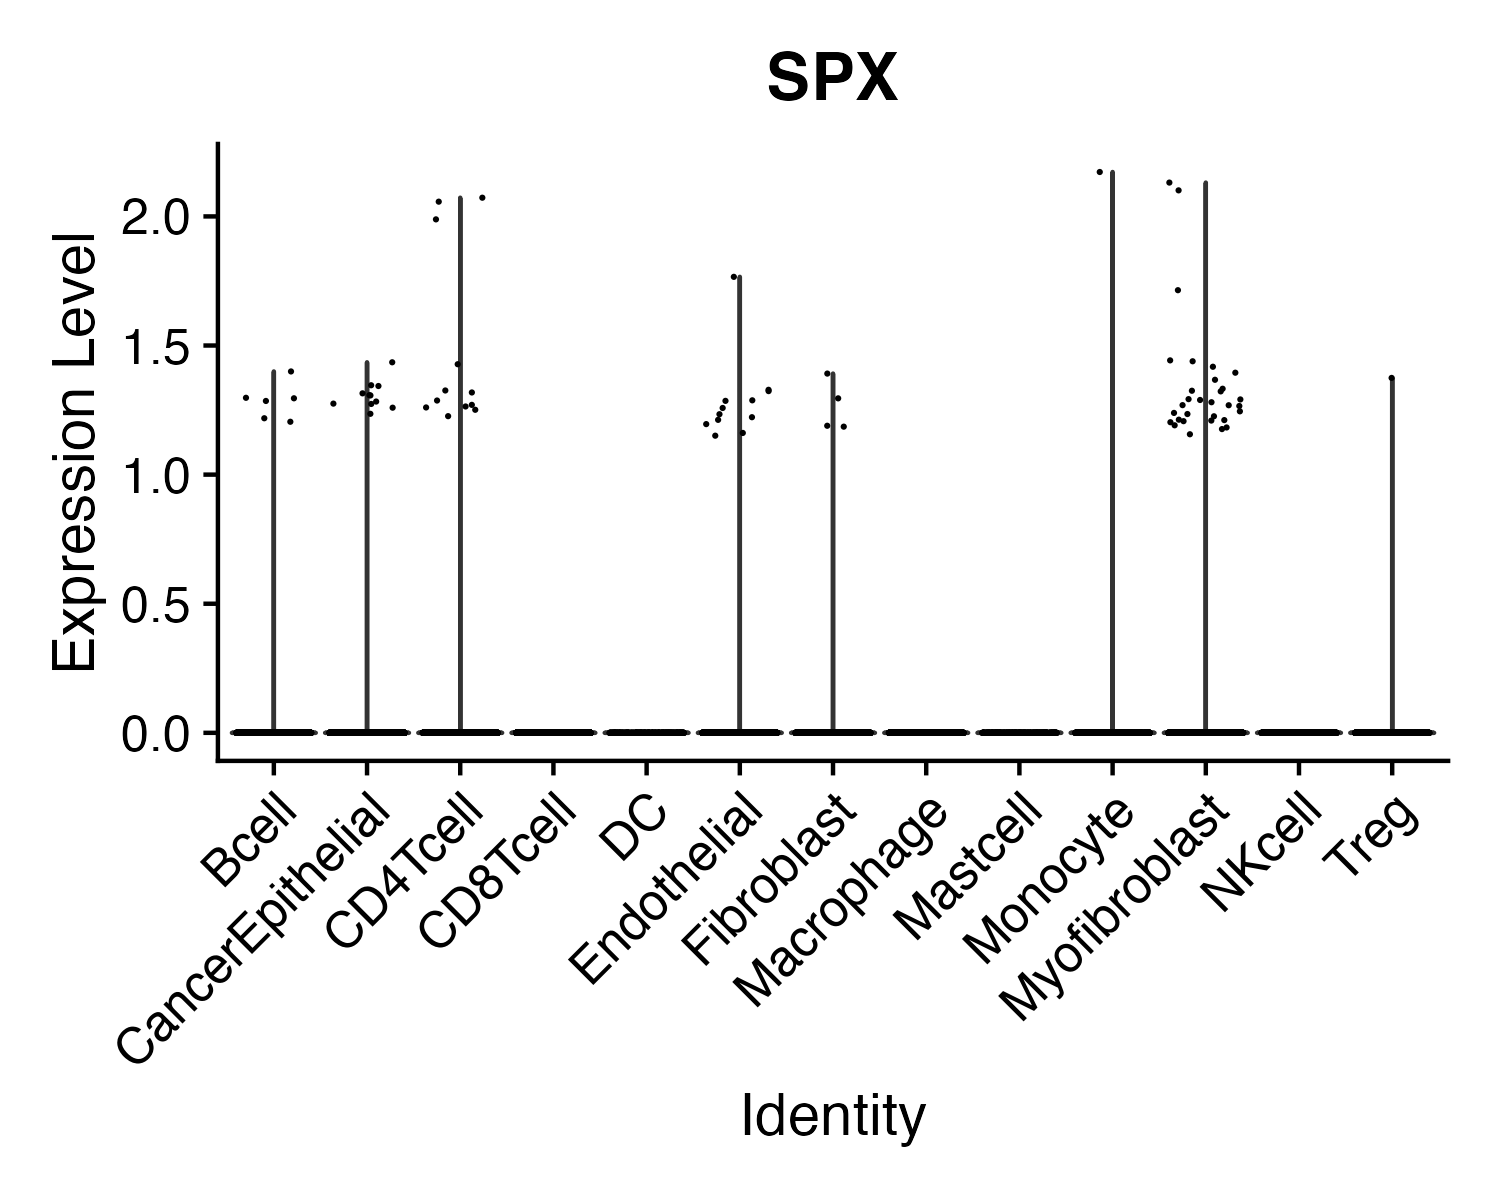 SPX
Expression Level
2.0
1.5
1.0
0.5
0.0
Bcell
CancerEpithelial
CD4Tcell
CD8Tcell
DC
Endothelial
Fibroblast
Macrophage
Mastcell
Monocyte
Myofibroblast
NKcell
Treg
Identity